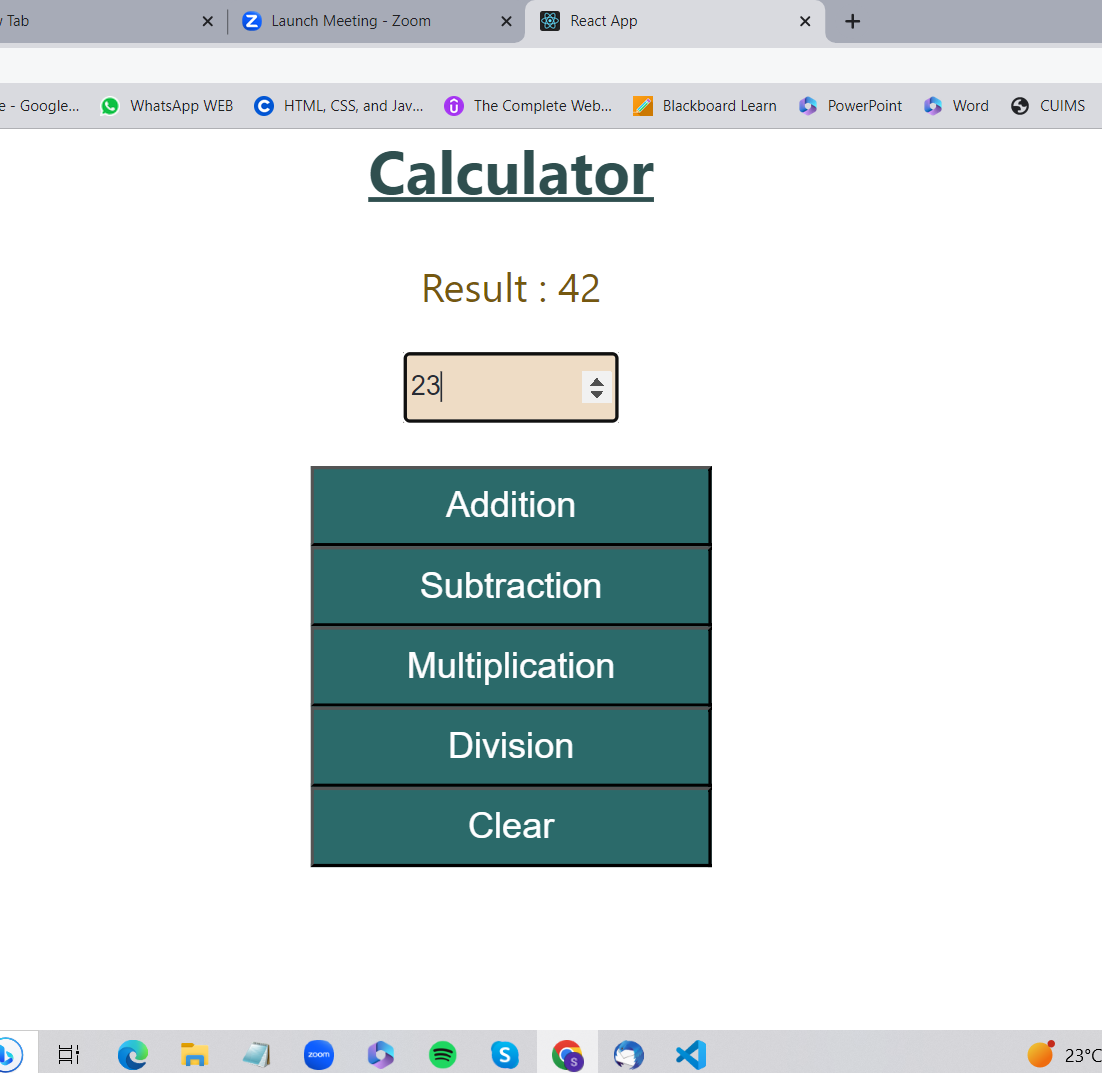 Tab
Launch Meeting - Zoom
React App
e - Google...
WhatsApp WEB
HTML, CSS, and Jav...
The Complete Web...
Blackboard Learn
PowerPoint
Word
CUIMS
Calculator
Result : 42
23
Addition
Subtraction
Multiplication
Division
Clear
zoom
S
S
23°C